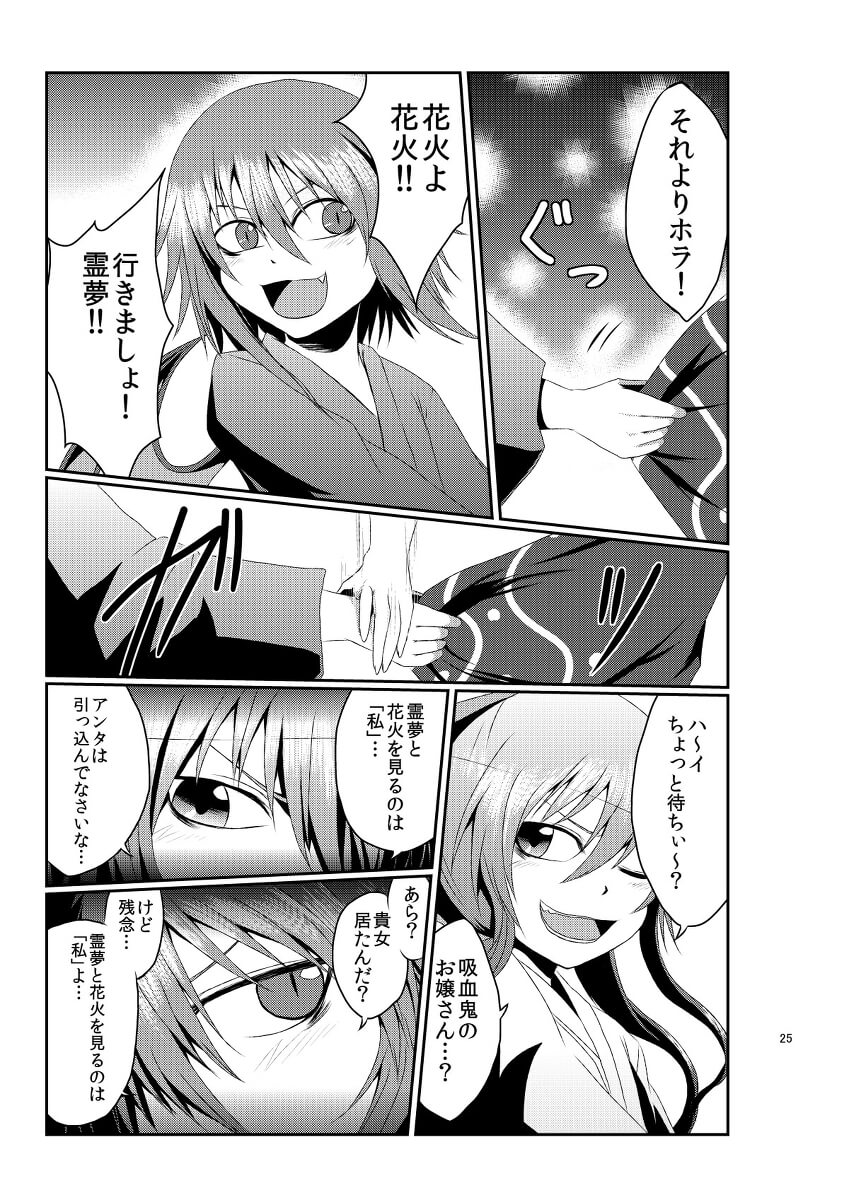 それよりホラ！
ぐっ
花火よ
花火!!
行きましょ！
霊夢!!
ガッ
ハ～イ
ちょっと待ちぃ～？
吸血鬼の
お嬢さん…？
霊夢と
花火を見るのは
「私」…
アンタは
引っ込んでなさいな…
あら？
貴女
居たんだ？
けど
残念…
霊夢と花火を見るのは
「私」よ…
25